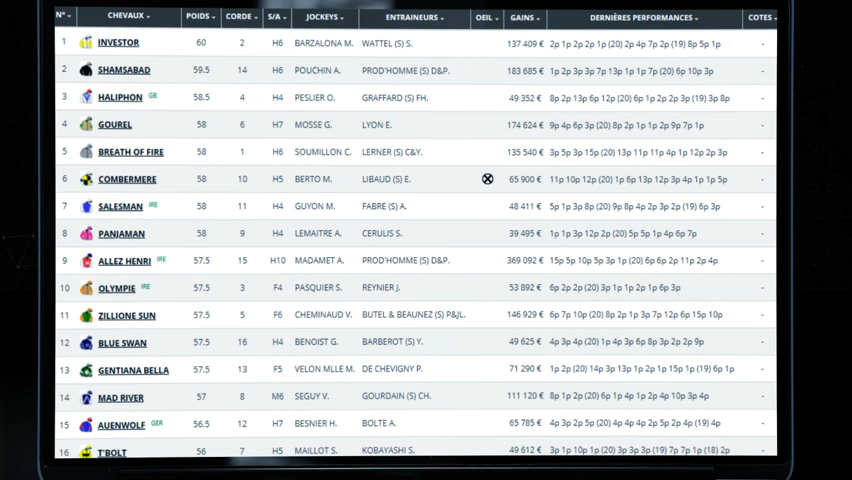 N° CHEVAUX POIDS CORDE S/A JOCKEYS ENTRAINEURS OEIL GAINS DERNIÈRES PERFORMANCES COTES
1 INVESTOR 60 2 H6 BARZALONA M. WATTEL (S) S. 137 409 € 2p 1p 2p 2p 1p (20) 2p 4p 7p 2p (19) 8p 5p 1p -
2 SHAMSABAD 59.5 14 H6 POUCHIN A. PROD'HOMME (S) D&P. 183 685 € 1p 2p 3p 3p 7p 13p 1p 1p 7p (20) 6p 10p 3p -
3 HALIPHON GB 58.5 4 H4 PESLIER O. GRAFFARD (S) FH. 49 352 € 8p 2p 13p 6p 12p (20) 6p 1p 2p 2p 3p (19) 3p 8p -
4 GOUREL 58 6 H7 MOSSE G. LYON E. 174 624 € 9p 4p 6p 3p (20) 8p 2p 1p 1p 2p 9p 7p 1p -
5 BREATH OF FIRE 58 1 H6 SOUMILLON C. LERNER (S) C&Y. 135 540 € 3p 5p 3p 15p (20) 13p 11p 11p 4p 1p 12p 2p 3p -
6 COMBERMERE 58 10 H5 BERTO M. LIBAUD (S) E. 65 900 € 11p 10p 12p (20) 1p 6p 13p 12p 3p 4p 1p 1p 5p -
7 SALESMAN IRE 58 11 H4 GUYON M. FABRE (S) A. 48 411 € 5p 1p 3p 8p (20) 9p 8p 4p 2p 3p 2p (19) 6p 3p -
8 PANJAMAN 58 9 H4 LEMAITRE A. CERULIS S. 39 495 € 1p 1p 3p 12p 2p (20) 5p 5p 1p 4p 6p 7p -
9 ALLEZ HENRI IRE 57.5 15 H10 MADAMET A. PROD'HOMME (S) D&P. 369 092 € 15p 5p 10p 5p 3p 1p (20) 6p 6p 2p 11p 2p 4p -
10 OLYMPIE IRE 57.5 3 F4 PASQUIER S. REYNIER J. 53 892 € 6p 2p 2p (20) 3p 1p 1p 2p 1p 6p 3p -
11 ZILLIONE SUN 57.5 5 F6 CHEMINAUD V. BUTEL & BEAUNEZ (S) P&JL. 146 929 € 6p 7p 10p (20) 8p 2p 1p 3p 7p 12p 6p 15p 10p -
12 BLUE SWAN 57.5 16 H4 BENOIST G. BARBEROT (S) Y. 49 625 € 4p 3p 4p (20) 1p 4p 3p 6p 8p 3p 2p 2p 9p -
13 GENTIANA BELLA 57.5 13 F5 VELON MLLE M. DE CHEVIGNY P. 71 290 € 1p 2p (20) 14p 3p 13p 1p 2p 1p 15p 1p (19) 6p 1p -
14 MAD RIVER 57 8 M6 SEGUY V. GOURDAIN (S) CH. 111 120 € 8p 1p 2p (20) 6p 1p 4p 1p 2p 4p 10p 3p 4p -
15 AUENWOLF GER 56.5 12 H7 BESNIER H. BOLTE A. 65 785 € 4p 3p 2p 5p (20) 4p 4p 4p 2p 5p 2p 4p (19) 4p -
16 T'BOLT 56 7 H5 MAILLOT S. KOBAYASHI S. 49 612 € 3p 1p 10p 1p (20) 3p 3p 3p (19) 7p 7p 1p (18) 2p -